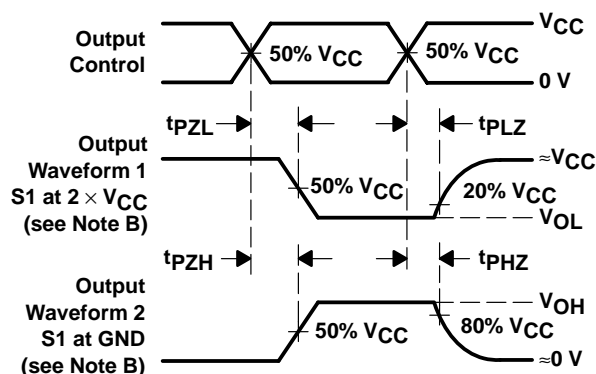 Output
Control
50% VCC
50% VCC
VCC
0 V
tPZL
tPLZ
Output
Waveform 1
S1 at 2 × VCC
(see Note B)
50% VCC
≈VCC
20% VCC
VOL
tPZH
tPHZ
Output
Waveform 2
S1 at GND
(see Note B)
50% VCC
VOH
80% VCC
≈0 V